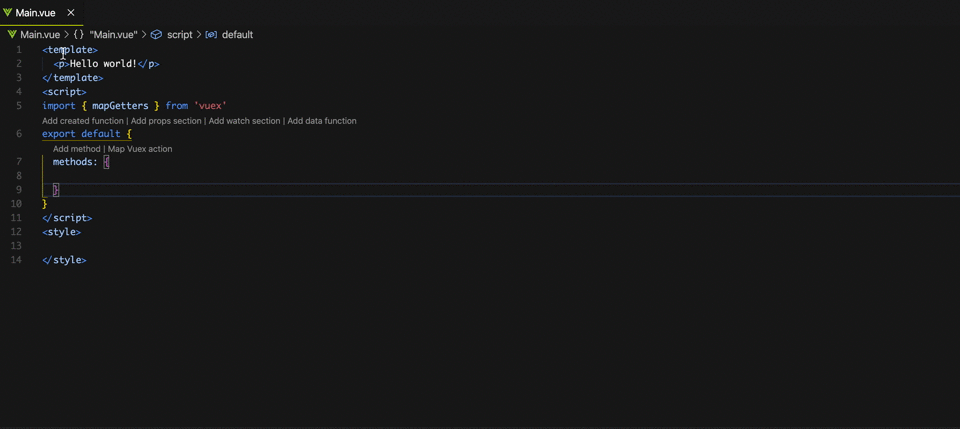 Main.vue
Main.vue > {} "Main.vue" > script > default
1 <template>
2 <p>Hello world!</p>
3 </template>
4 <script>
5 import { mapGetters } from 'vuex'
Add created function | Add props section | Add watch section | Add data function
6 export default {
Add method | Map Vuex action
7 methods: {
8
9 }
10 }
11 </script>
12 <style>
13
14 </style>